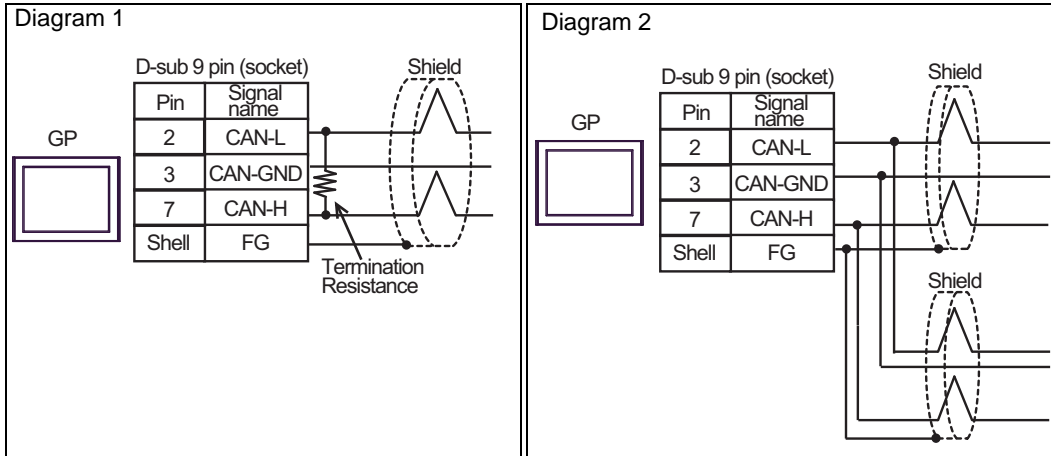 Diagram 1
D-sub 9 pin (socket)
Shield
Pin
Signal
name
GP
2
CAN-L
3
CAN-GND
7
CAN-H
Shell
FG
Termination
Resistance
Diagram 2
D-sub 9 pin (socket)
Shield
Pin
Signal
name
GP
2
CAN-L
3
CAN-GND
7
CAN-H
Shell
FG
Shield